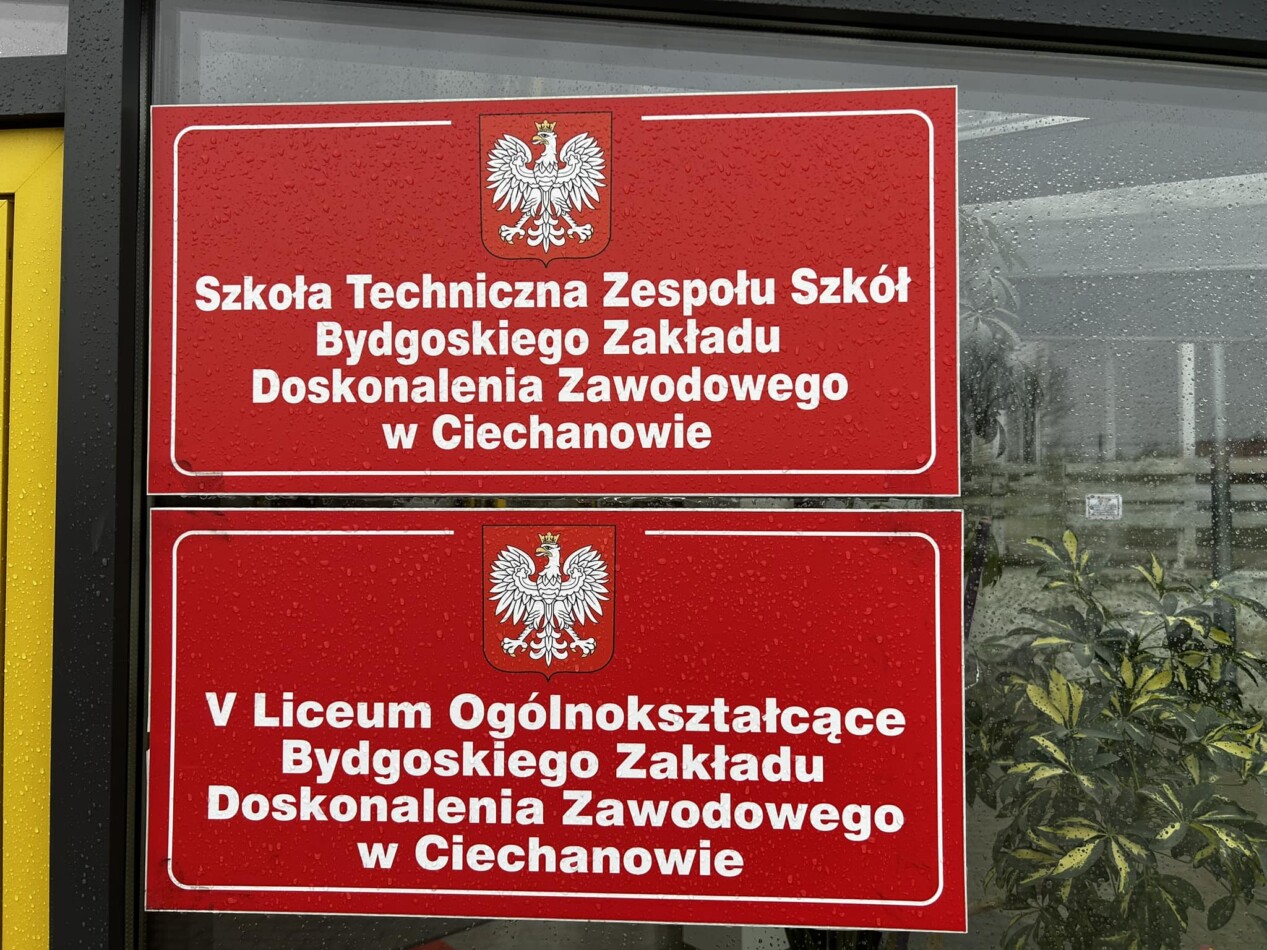 Szkoła Techniczna Zespołu Szkół
Bydgoskiego Zakładu
Doskonalenia Zawodowego
w Ciechanowie
V Liceum Ogólnokształcące
Bydgoskiego Zakładu
Doskonalenia Zawodowego
w Ciechanowie